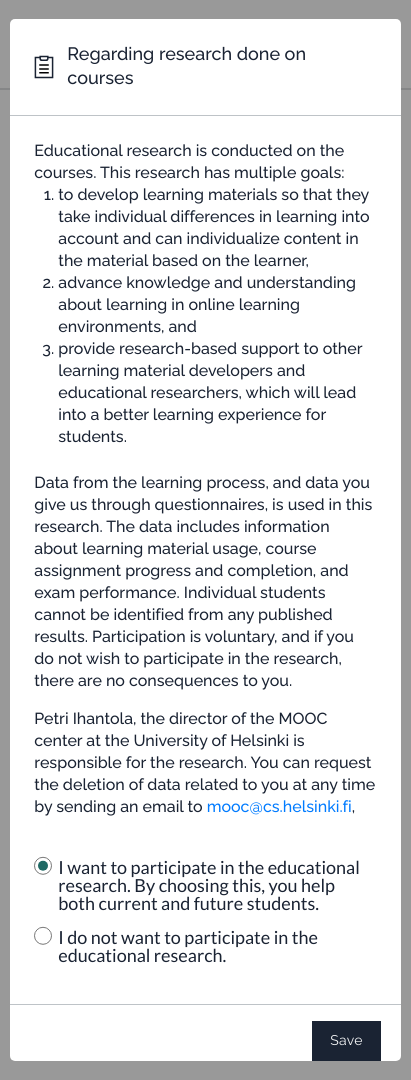 Regarding research done on
courses
Educational research is conducted on the
courses. This research has multiple goals:
1. to develop learning materials so that they
take individual differences in learning into
account and can individualize content in
the material based on the learner,
2. advance knowledge and understanding
about learning in online learning
environments, and
3. provide research-based support to other
learning material developers and
educational researchers, which will lead
into a better learning experience for
students.
Data from the learning process, and data you
give us through questionnaires, is used in this
research. The data includes information
about learning material usage, course
assignment progress and completion, and
exam performance. Individual students
cannot be identified from any published
results. Participation is voluntary, and if you
do not wish to participate in the research,
there are no consequences to you.
Petri Ihantola, the director of the MOOC
center at the University of Helsinki is
responsible for the research. You can request
the deletion of data related to you at any time
by sending an email to mooc@cs.helsinki.fi,
I want to participate in the educational
research. By choosing this, you help
both current and future students.
I do not want to participate in the
educational research.
Save